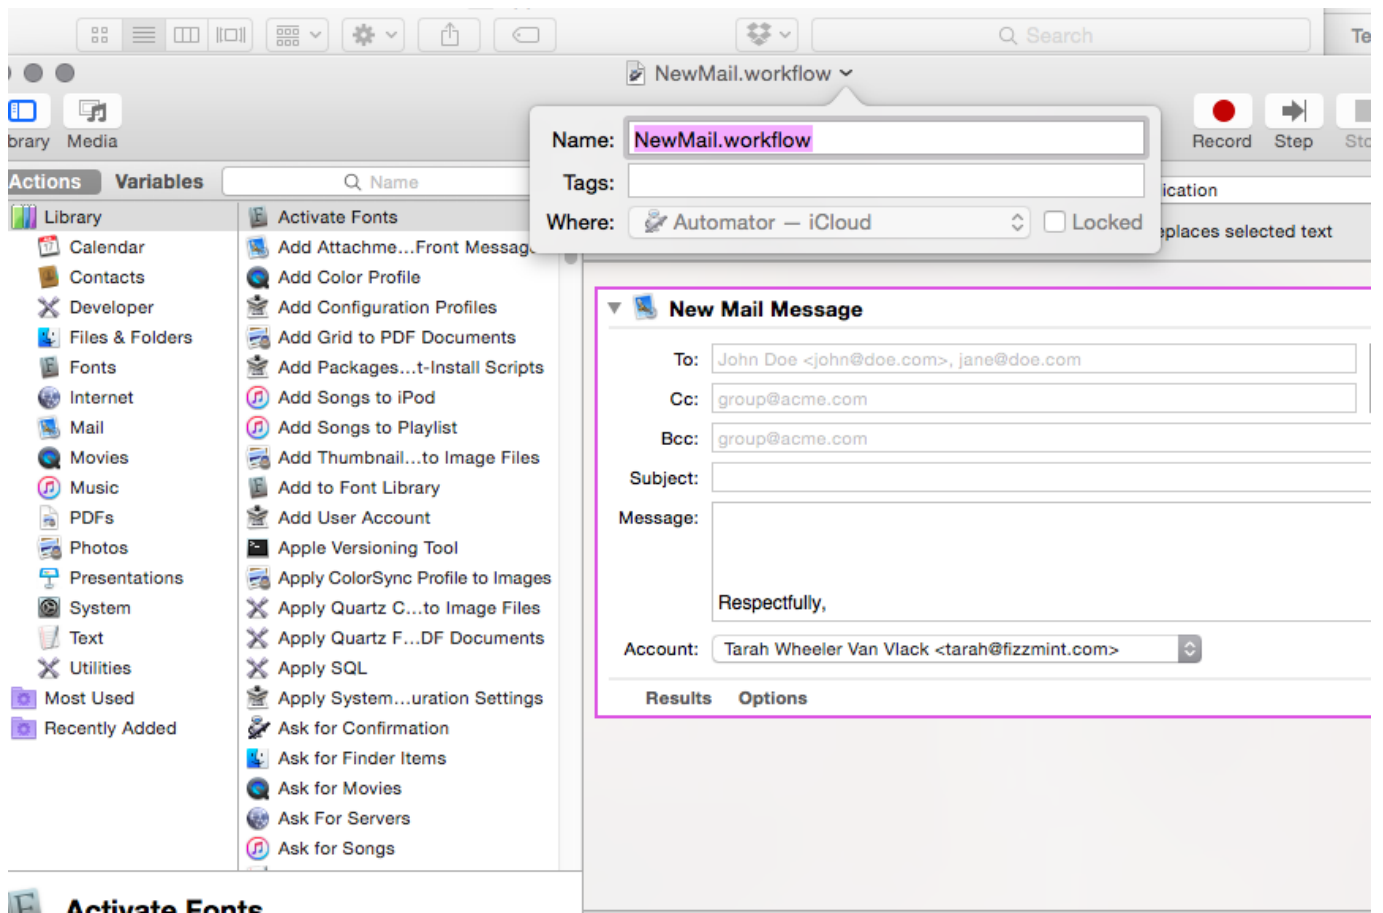 Search
Te
NewMail.workflow
Name: NewMail.workflow
Tags:
Where: Automator — iCloud Locked
brary Media
Record Step Sto
Actions Variables Name
ication
eplaces selected text
Library
Calendar
Contacts
Developer
Files & Folders
Fonts
Internet
Mail
Movies
Music
PDFs
Photos
Presentations
System
Text
Utilities
Most Used
Recently Added
Activate Fonts
Add Attachme...Front Message
Add Color Profile
Add Configuration Profiles
Add Grid to PDF Documents
Add Packages...t-Install Scripts
Add Songs to iPod
Add Songs to Playlist
Add Thumbnail...to Image Files
Add to Font Library
Add User Account
Apple Versioning Tool
Apply ColorSync Profile to Images
Apply Quartz C...to Image Files
Apply Quartz F...DF Documents
Apply SQL
Apply System...uration Settings
Ask for Confirmation
Ask for Finder Items
Ask for Movies
Ask For Servers
Ask for Songs
New Mail Message
To: John Doe <john@doe.com>, jane@doe.com
Cc: group@acme.com
Bcc: group@acme.com
Subject:
Message:
Respectfully,
Account: Tarah Wheeler Van Vlack <tarah@fizzmint.com>
Results Options
Activate Fonts